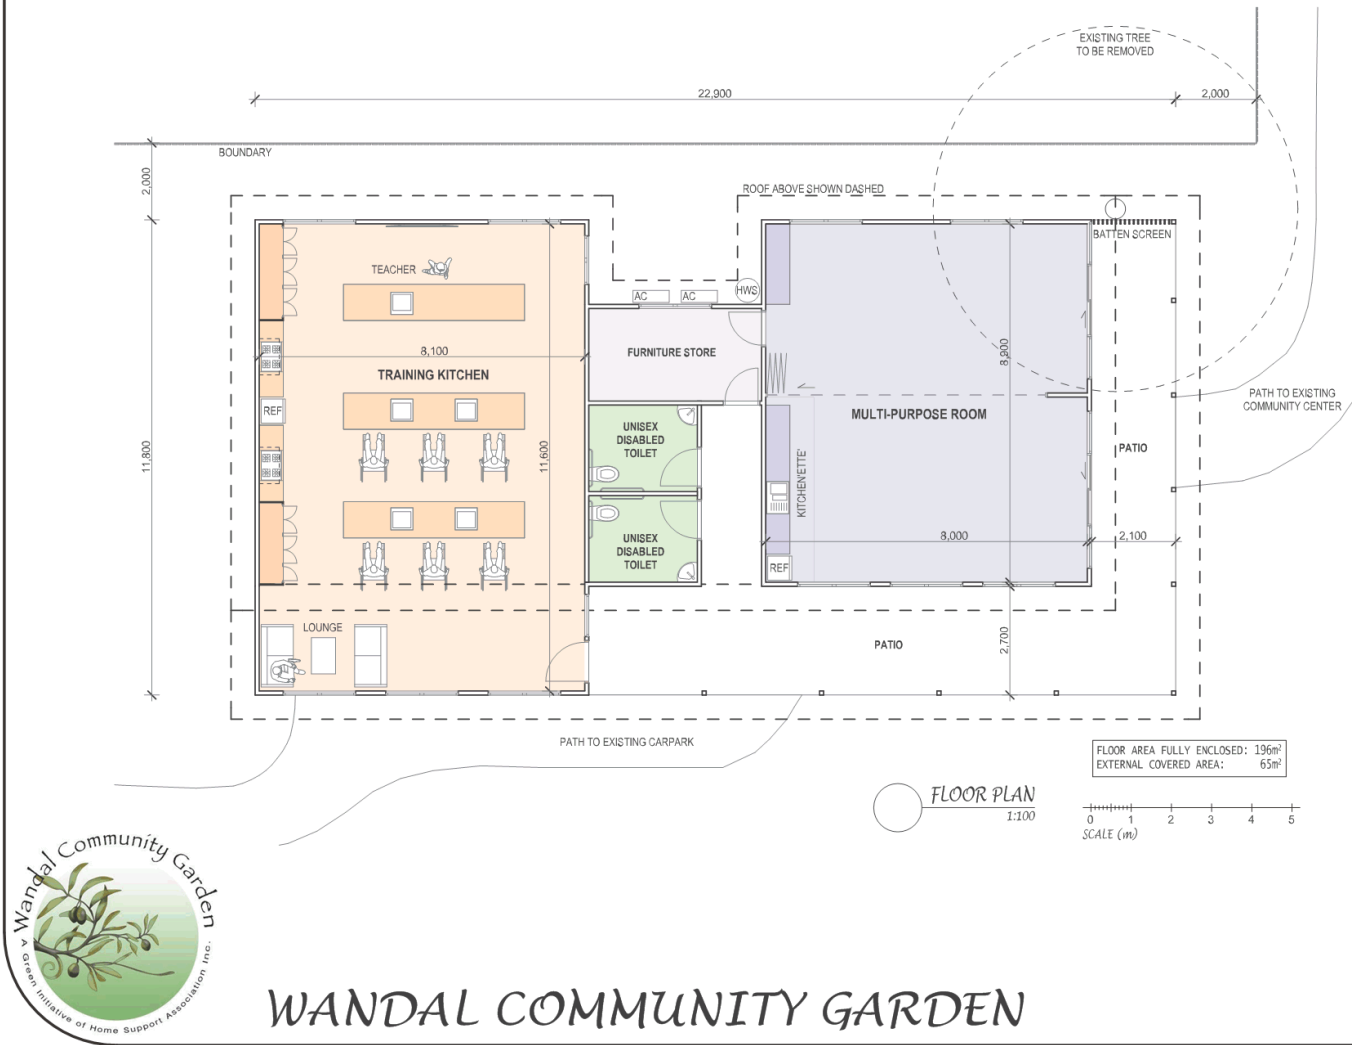 EXISTING TREE
TO BE REMOVED
22,900
2,000
BOUNDARY
2,000
ROOF ABOVE SHOWN DASHED
BATTEN SCREEN
TEACHER
AC
AC
HWS
8,100
FURNITURE STORE
8,900
TRAINING KITCHEN
PATH TO EXISTING
COMMUNITY CENTER
REF
MULTI-PURPOSE ROOM
UNISEX
DISABLED
TOILET
PATIO
11,800
11,600
KITCHEN'ETTE'
UNISEX
DISABLED
TOILET
8,000
2,100
REF
LOUNGE
PATIO
2,700
PATH TO EXISTING CARPARK
FLOOR AREA FULLY ENCLOSED: 196m²
EXTERNAL COVERED AREA: 65m²
FLOOR PLAN
1:100
0 1 2 3 4 5
SCALE (m)
Wandal Community Garden
A Green Initiative of Home Support Association Inc.
WANDAL COMMUNITY GARDEN